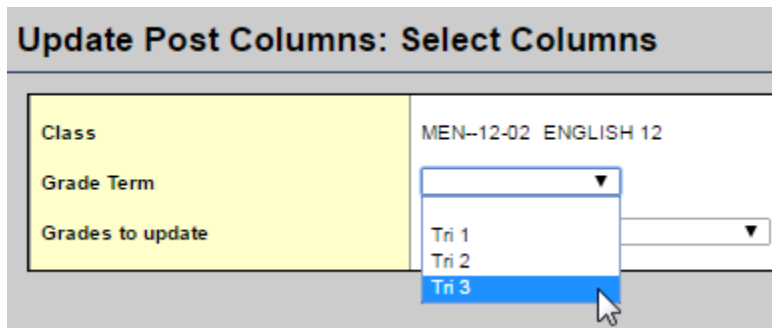 Update Post Columns: Select Columns
Class MEN--12-02 ENGLISH 12
Grade Term
Grades to update
Tri 1
Tri 2
Tri 3